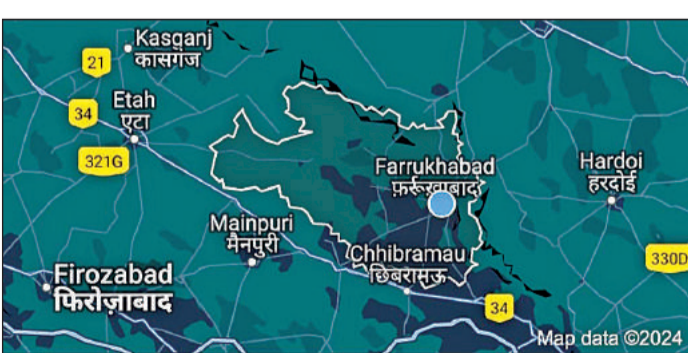 Kasganj
कासगंज
21
Etah
एटा
34
321G
Farrukhabad
फ़र्रूख़ाबाद
Hardoi
हरदोई
Mainpuri
मैनपुरी
Chhibramau
छिबरामऊ
330D
Firozabad
फिरोज़ाबाद
34
Map data ©2024